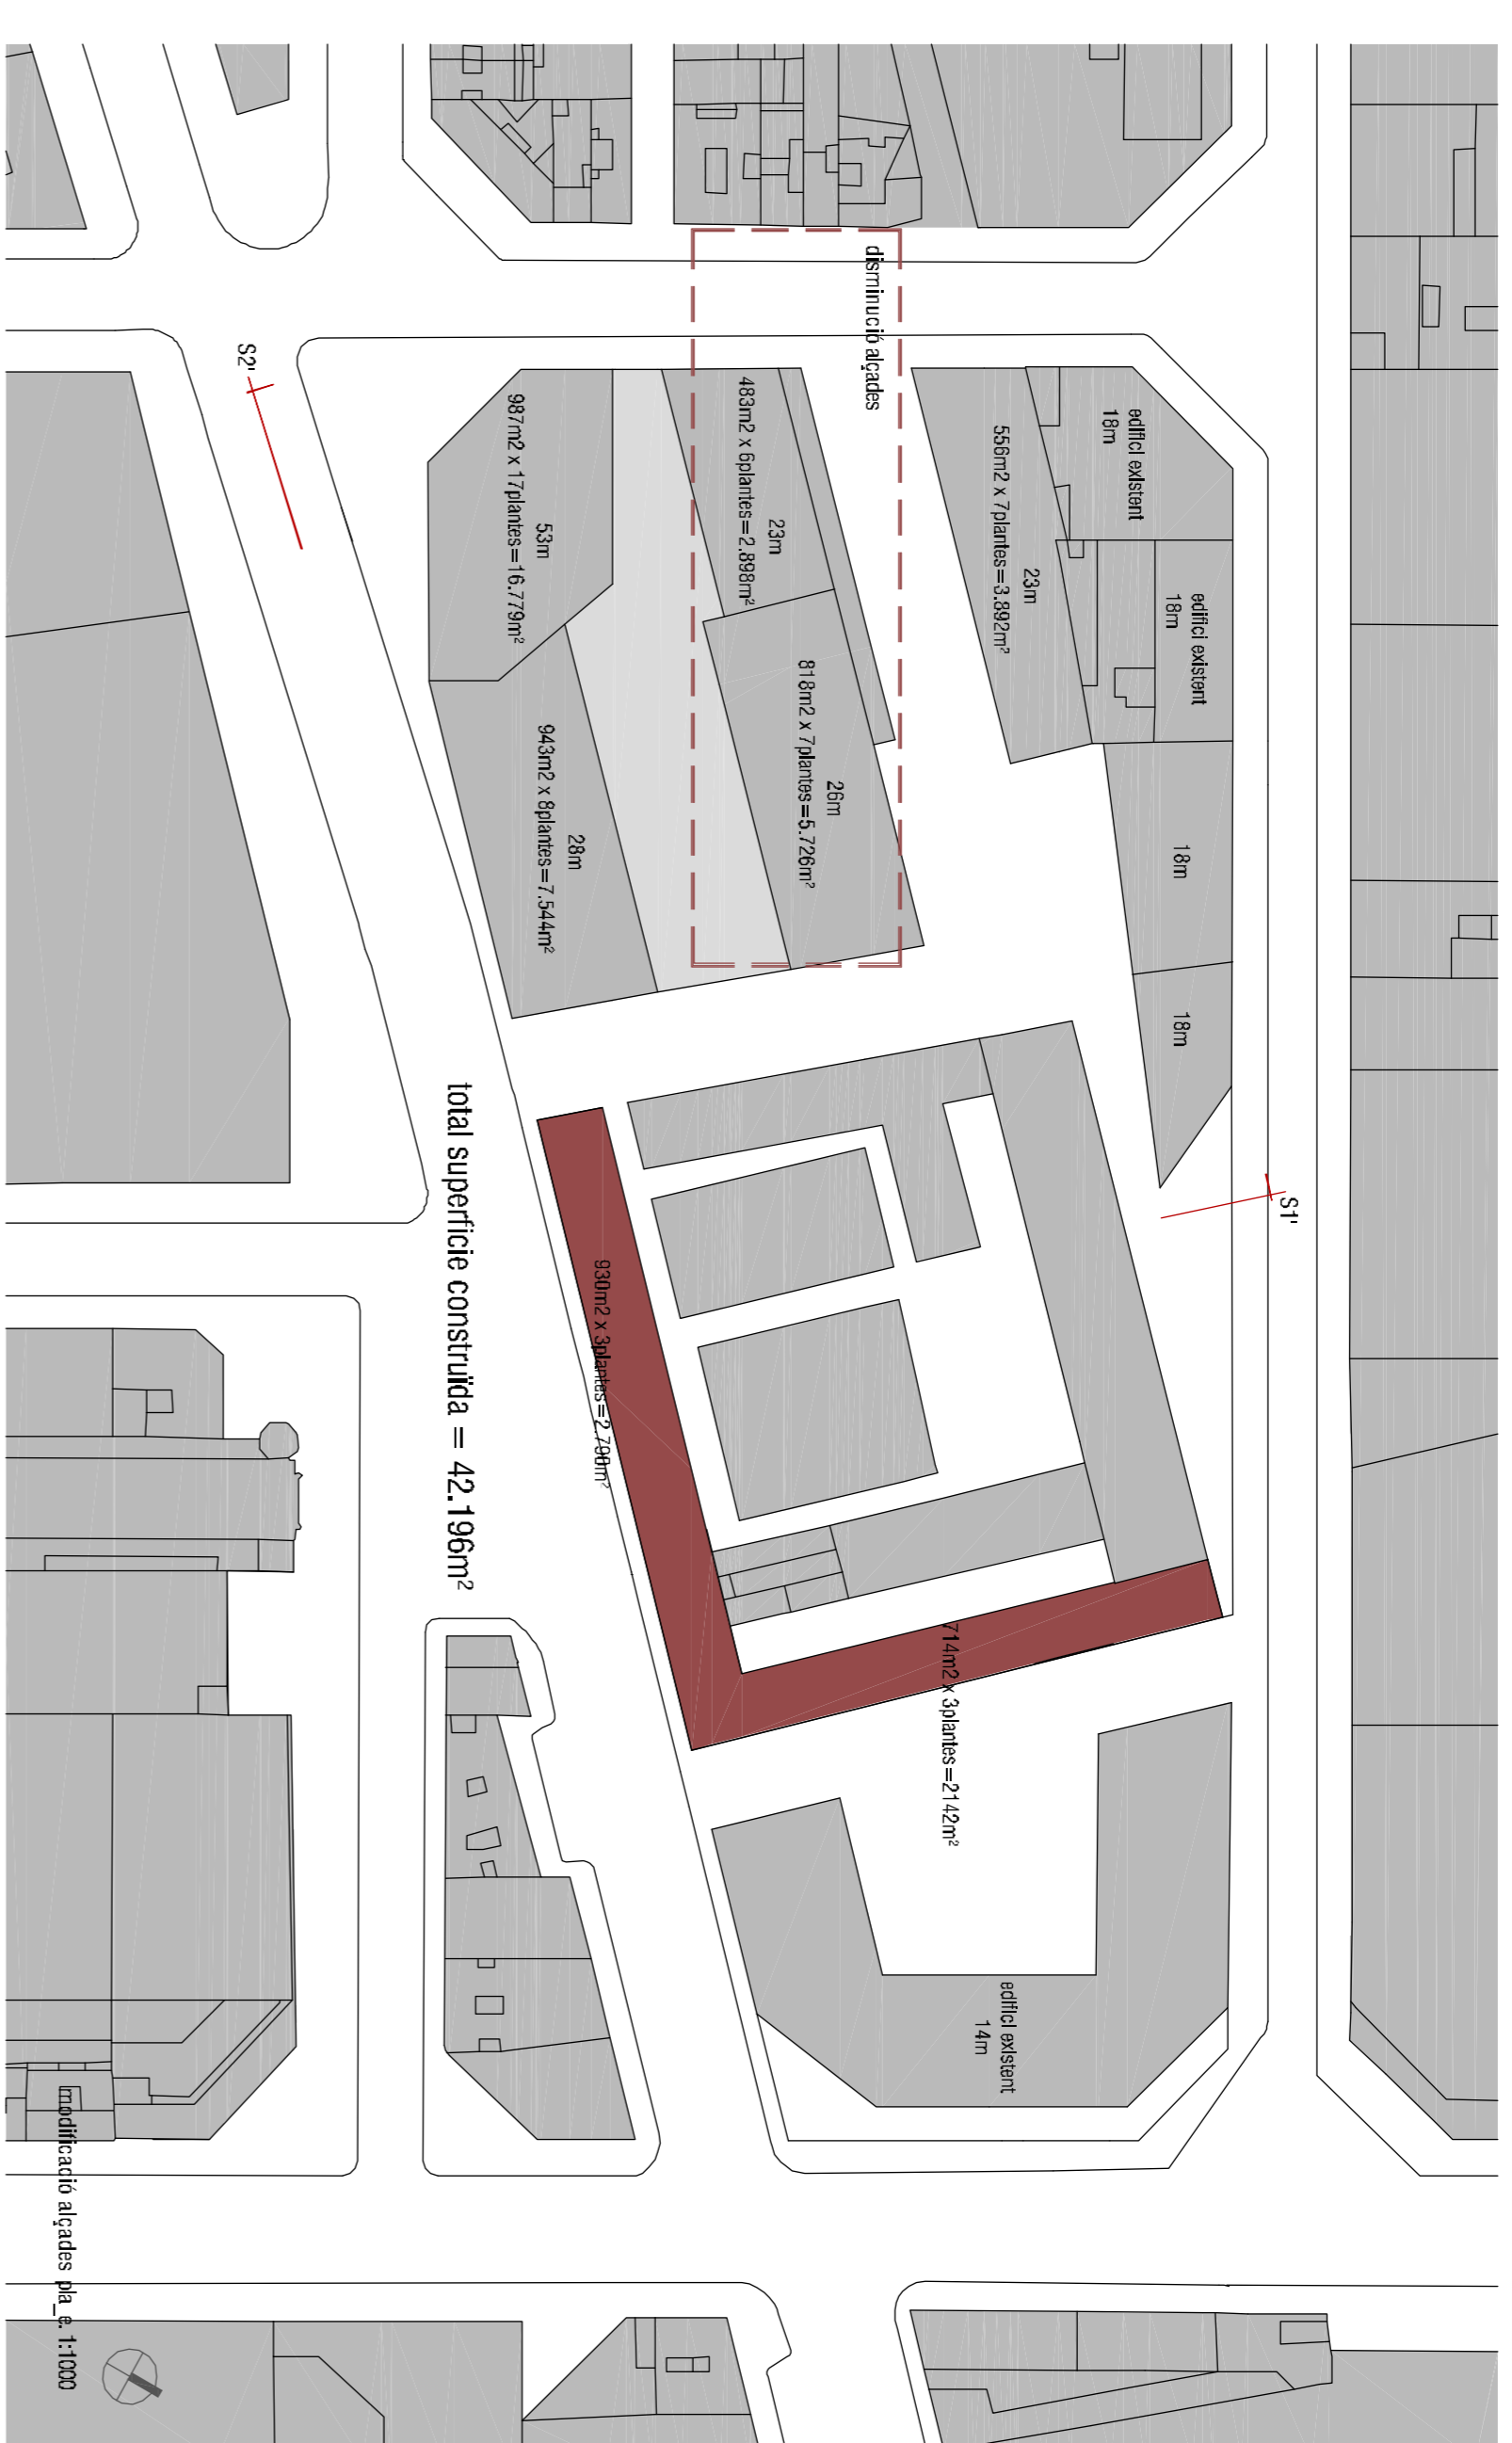 S1'
edifici existent
18m
edifici existent
18m
18m
18m
23m
556m2 x 7plantes=3.892m²
disminució alçades
23m
483m2 x 6plantes=2.898m²
26m
818m2 x 7plantes=5.726m²
53m
987m2 x 17plantes=16.779m²
28m
943m2 x 8plantes=7.544m²
S2'
edifici existent
14m
714m2 x 3plantes=2142m²
930m2 x 3plantes=2.790m²
total superfície construïda = 42.196m²
modificació alçades pla_e. 1:1000